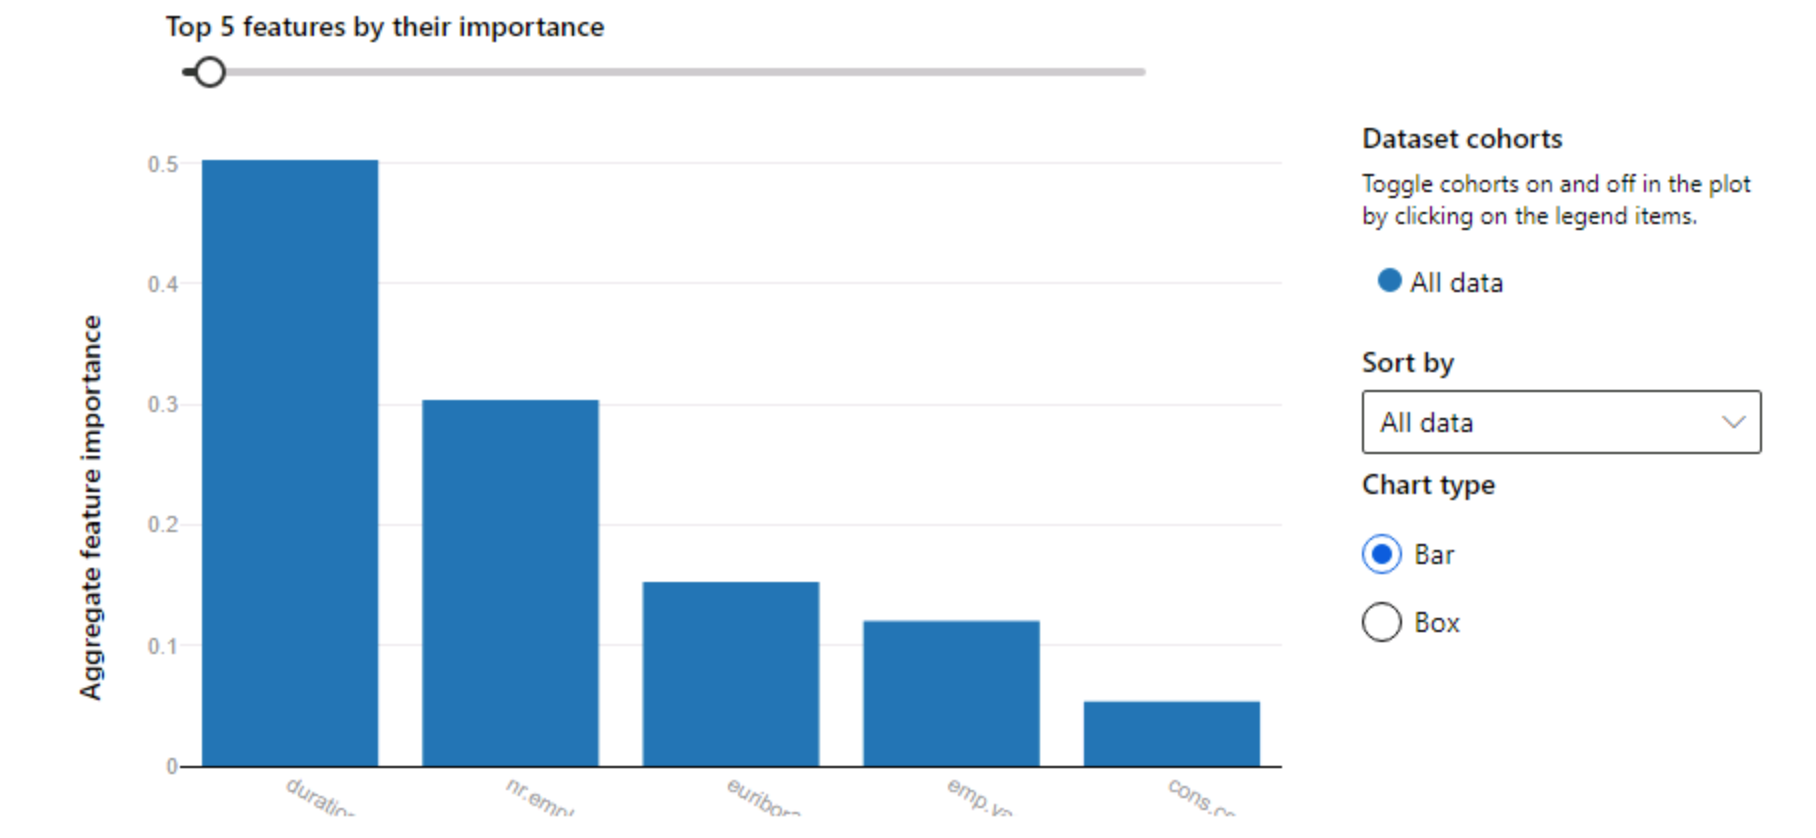 Top 5 features by their importance
Dataset cohorts
Toggle cohorts on and off in the plot
by clicking on the legend items.
All data
Sort by
All data
Chart type
Bar
Box
Aggregate feature importance
0.5
0.4
0.3
0.2
0.1
0